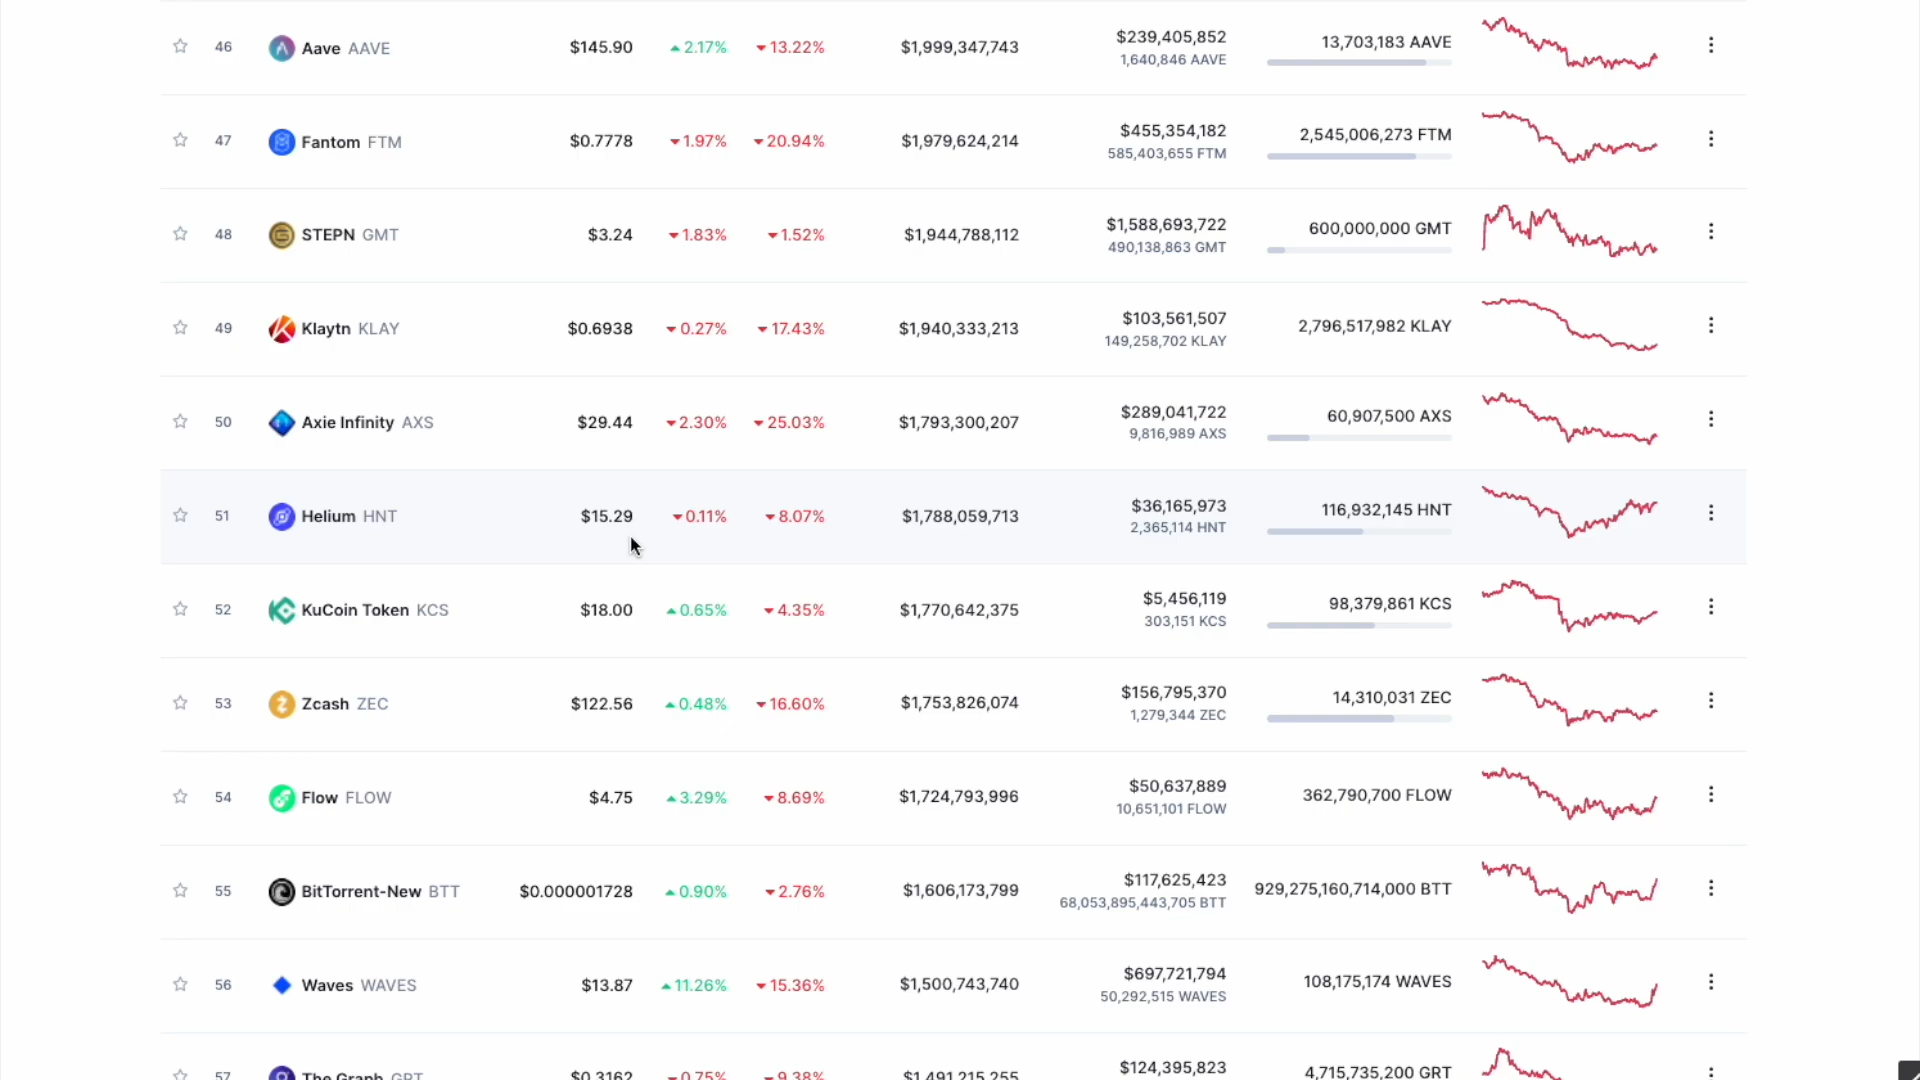 46 Aave AAVE $145.90 2.17% 13.22% $1,999,347,743 $239,405,852 13,703,183 AAVE
1,640,846 AAVE
47 Fantom FTM $0.7778 1.97% 20.94% $1,979,624,214 $455,354,182 2,545,006,273 FTM
585,403,655 FTM
48 STEPN GMT $3.24 1.83% 1.52% $1,944,788,112 $1,588,693,722 600,000,000 GMT
490,138,863 GMT
49 Klaytn KLAY $0.6938 0.27% 17.43% $1,940,333,213 $103,561,507 2,796,517,982 KLAY
149,258,702 KLAY
50 Axie Infinity AXS $29.44 2.30% 25.03% $1,793,300,207 $289,041,722 60,907,500 AXS
9,816,989 AXS
51 Helium HNT $15.29 0.11% 8.07% $1,788,059,713 $36,165,973 116,932,145 HNT
2,365,114 HNT
52 KuCoin Token KCS $18.00 0.65% 4.35% $1,770,642,375 $5,456,119 98,379,861 KCS
303,151 KCS
53 Zcash ZEC $122.56 0.48% 16.60% $1,753,826,074 $156,795,370 14,310,031 ZEC
1,279,344 ZEC
54 Flow FLOW $4.75 3.29% 8.69% $1,724,793,996 $50,637,889 362,790,700 FLOW
10,651,101 FLOW
55 BitTorrent-New BTT $0.000001728 0.90% 2.76% $1,606,173,799 $117,625,423 929,275,160,714,000 BTT
68,053,895,443,705 BTT
56 Waves WAVES $13.87 11.26% 15.36% $1,500,743,740 $697,721,794 108,175,174 WAVES
50,292,515 WAVES
57 The Graph GRT $0.3162 0.75% 9.38% $1,491,215,255 $124,395,823 4,715,735,200 GRT